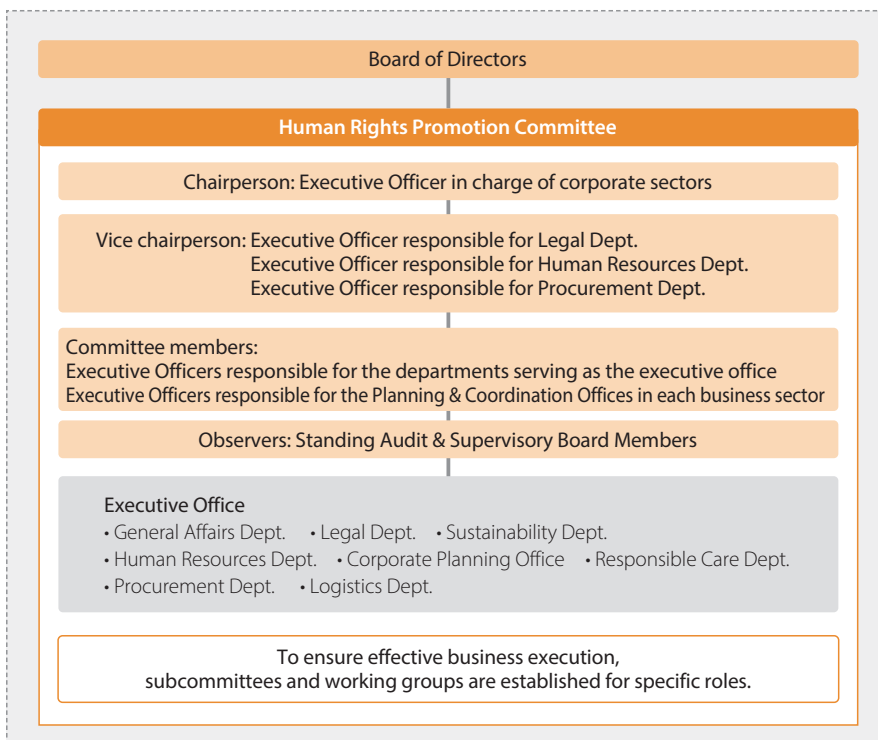 Board of Directors
Human Rights Promotion Committee
Chairperson: Executive Officer in charge of corporate sectors
Vice chairperson: Executive Officer responsible for Legal Dept.
Executive Officer responsible for Human Resources Dept.
Executive Officer responsible for Procurement Dept.
Committee members:
Executive Officers responsible for the departments serving as the executive office
Executive Officers responsible for the Planning & Coordination Offices in each business sector
Observers: Standing Audit & Supervisory Board Members
Executive Office
• General Affairs Dept. • Legal Dept. • Sustainability Dept.
• Human Resources Dept. • Corporate Planning Office • Responsible Care Dept.
• Procurement Dept. • Logistics Dept.
To ensure effective business execution,
subcommittees and working groups are established for specific roles.